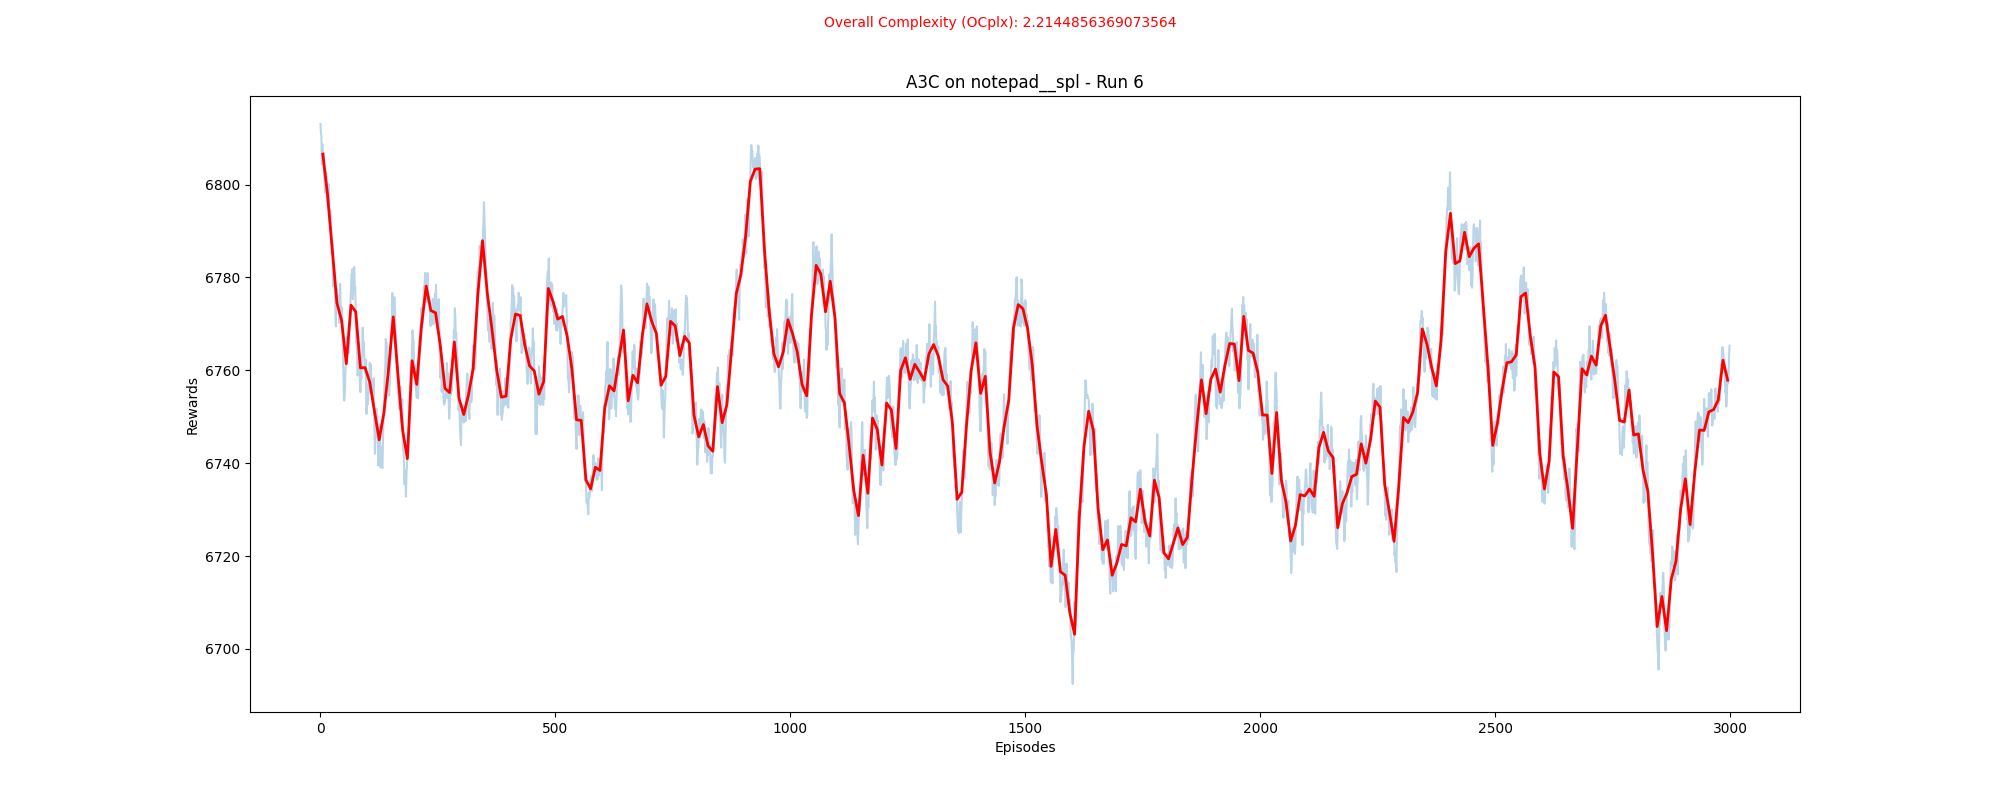 Overall Complexity (OCplx): 2.2144856369073564
A3C on notepad__spl - Run 6
6800
6780
6760
6740
6720
6700
Rewards
0 500 1000 1500 2000 2500 3000
Episodes